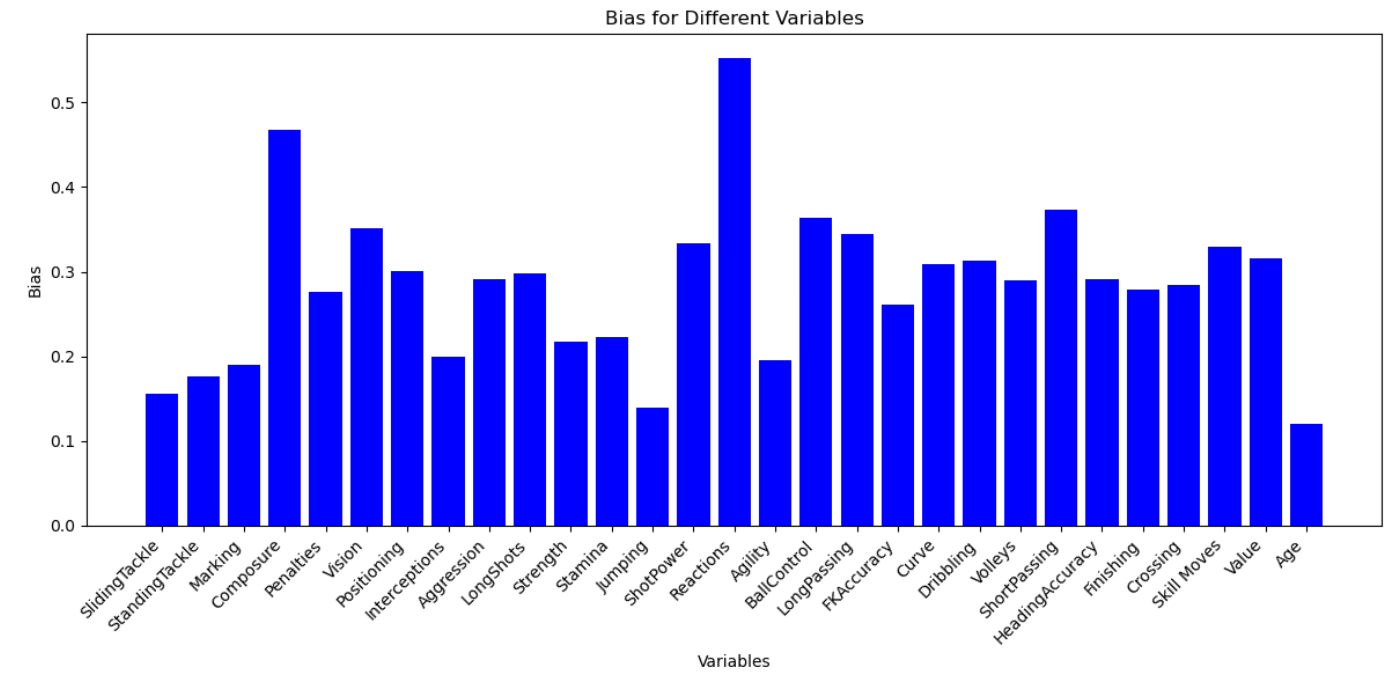 Bias for Different Variables
Bias
0.5
0.4
0.3
0.2
0.1
0.0
SlidingTackle
StandingTackle
Marking
Composure
Penalties
Vision
Positioning
Interceptions
Aggression
LongShots
Strength
Stamina
Jumping
ShotPower
Reactions
Agility
BallControl
LongPassing
FKAccuracy
Curve
Dribbling
Volleys
ShortPassing
HeadingAccuracy
Finishing
Crossing
Skill Moves
Value
Age
Variables